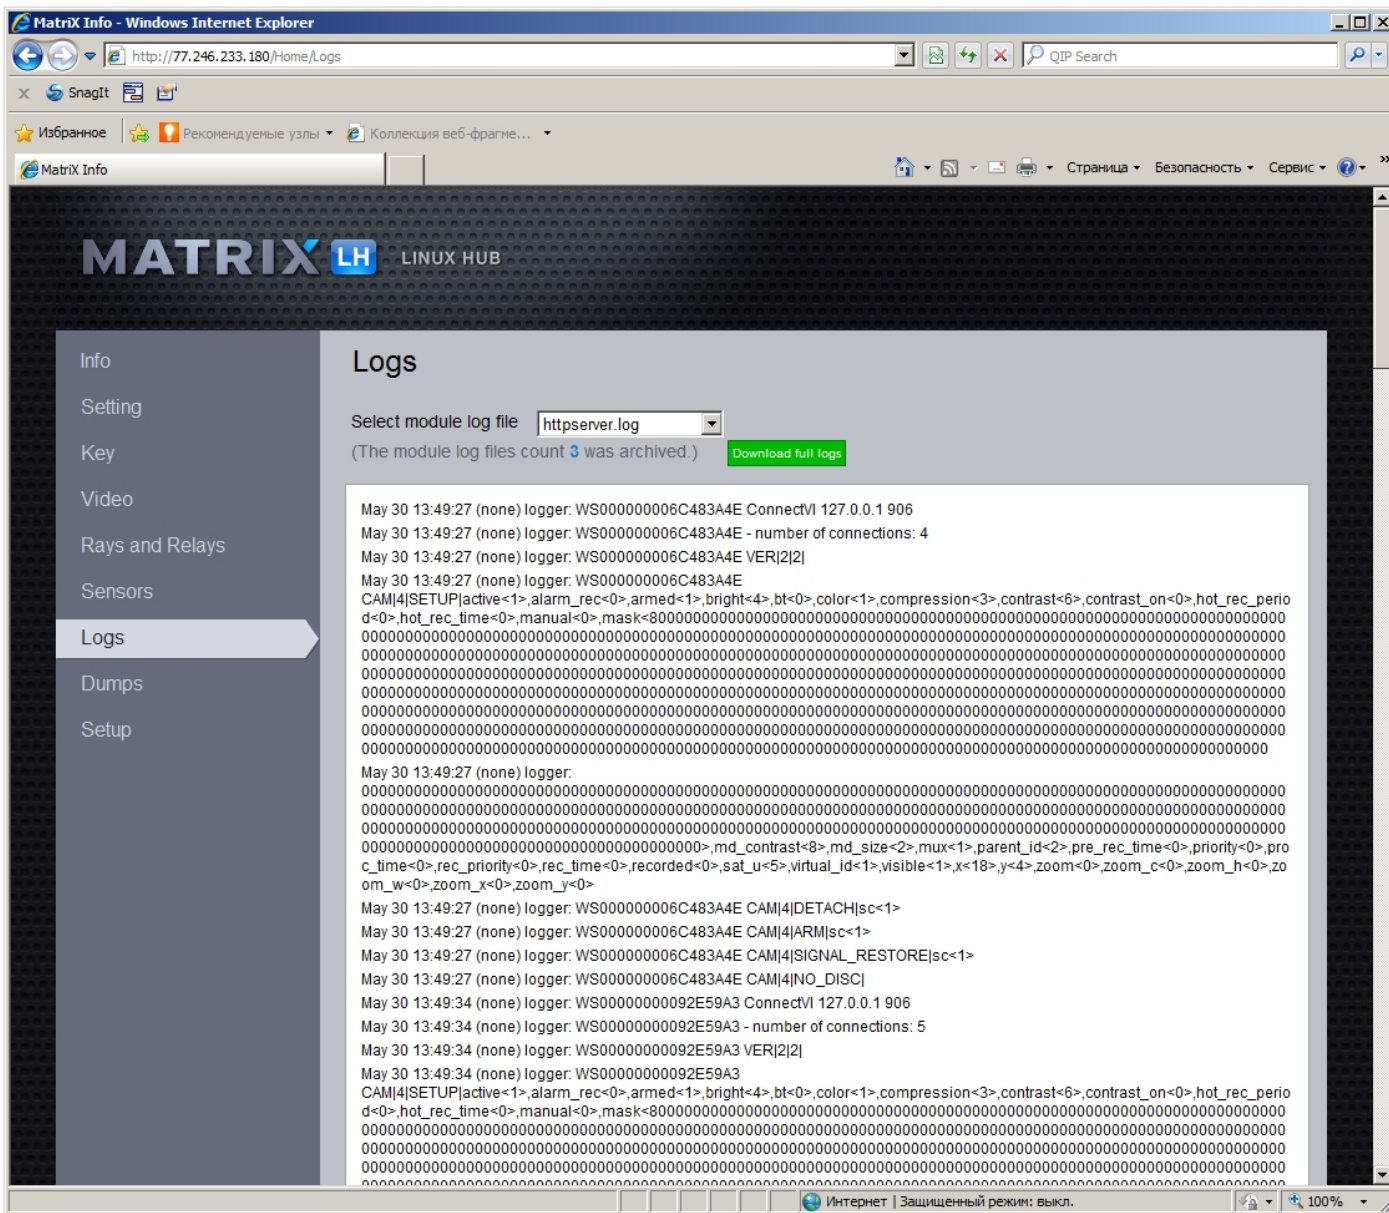 MatriX Info - Windows Internet Explorer
http://77.246.233.180/Home/Logs
QIP Search
x SnagIt
Избранное Рекомендуемые узлы Коллекция веб-фрагме...
MatriX Info
Страница Безопасность Сервис »
MATRIX LH LINUX HUB
Info
Setting
Key
Video
Rays and Relays
Sensors
Logs
Dumps
Setup
Logs
Select module log file httpserver.log
(The module log files count 3 was archived.) Download full logs
May 30 13:49:27 (none) logger: WS000000006C483A4E ConnectVI 127.0.0.1 906
May 30 13:49:27 (none) logger: WS000000006C483A4E - number of connections: 4
May 30 13:49:27 (none) logger: WS000000006C483A4E VER|2|2|
May 30 13:49:27 (none) logger: WS000000006C483A4E
CAM|4|SETUP|active<1>,alarm_rec<0>,armed<1>,bright<4>,bt<0>,color<1>,compression<3>,contrast<6>,contrast_on<0>,hot_rec_perio
d<0>,hot_rec_time<0>,manual<0>,
May 30 13:49:27 (none) logger:
,md_contrast<8>,md_size<2>,mux<1>,parent_id<2>,pre_rec_time<0>,priority<0>,pro
c_time<0>,rec_priority<0>,rec_time<0>,recorded<0>,sat_u<5>,virtual_id<1>,visible<1>,x<18>,y<4>,zoom<0>,zoom_c<0>,zoom_h<0>,zo
om_w<0>,zoom_x<0>,zoom_y<0>
May 30 13:49:27 (none) logger: WS000000006C483A4E CAM|4|DETACH|sc<1>
May 30 13:49:27 (none) logger: WS000000006C483A4E CAM|4|ARM|sc<1>
May 30 13:49:27 (none) logger: WS000000006C483A4E CAM|4|SIGNAL_RESTORE|sc<1>
May 30 13:49:27 (none) logger: WS000000006C483A4E CAM|4|NO_DISC|
May 30 13:49:34 (none) logger: WS00000000092E59A3 ConnectVI 127.0.0.1 906
May 30 13:49:34 (none) logger: WS00000000092E59A3 - number of connections: 5
May 30 13:49:34 (none) logger: WS00000000092E59A3 VER|2|2|
May 30 13:49:34 (none) logger: WS00000000092E59A3
CAM|4|SETUP|active<1>,alarm_rec<0>,armed<1>,bright<4>,bt<0>,color<1>,compression<3>,contrast<6>,contrast_on<0>,hot_rec_perio
d<0>,hot_rec_time<0>,manual<0>,
Интернет | Защищенный режим: выкл.
100%